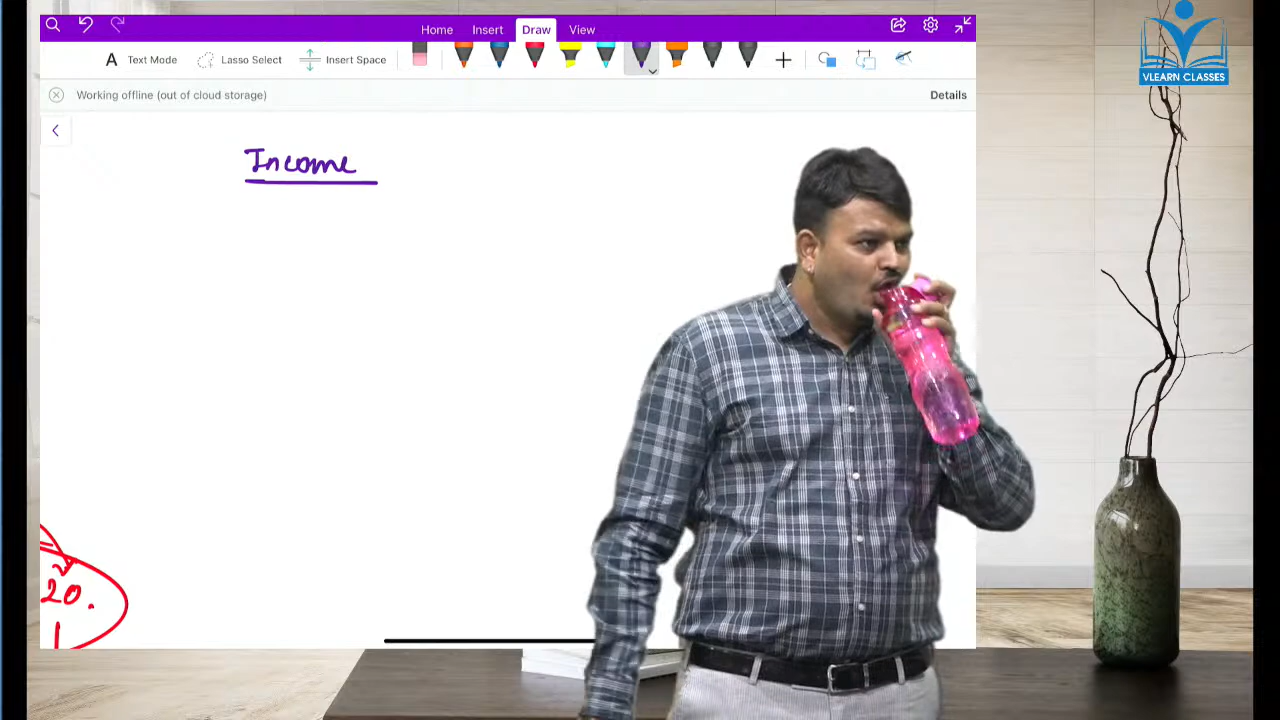 VLEARN CLASSES
Home Insert Draw View
A Text Mode Lasso Select Insert Space
Working offline (out of cloud storage) Details
Income
20.